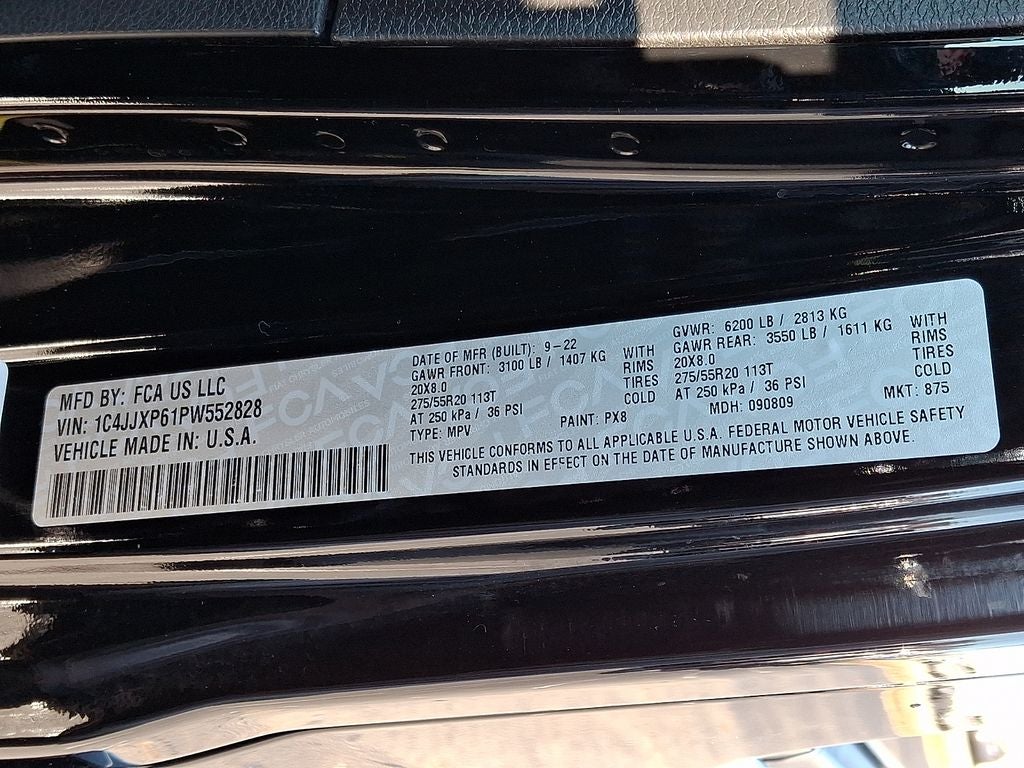 MFD BY: FCA US LLC
VIN: 1C4JJXP61PW552828
VEHICLE MADE IN: U.S.A.
DATE OF MFR (BUILT): 9-22
GAWR FRONT: 3100 LB / 1407 KG WITH
20X8.0 RIMS
275/55R20 113T TIRES
AT 250 kPa / 36 PSI COLD
TYPE: MPV PAINT: PX8
GVWR: 6200 LB / 2813 KG
GAWR REAR: 3550 LB / 1611 KG WITH
20X8.0 RIMS
275/55R20 113T TIRES
AT 250 kPa / 36 PSI COLD
MDH: 090809 MKT: 875
THIS VEHICLE CONFORMS TO ALL APPLICABLE U.S.A. FEDERAL MOTOR VEHICLE SAFETY
STANDARDS IN EFFECT ON THE DATE OF MANUFACTURE SHOWN ABOVE.